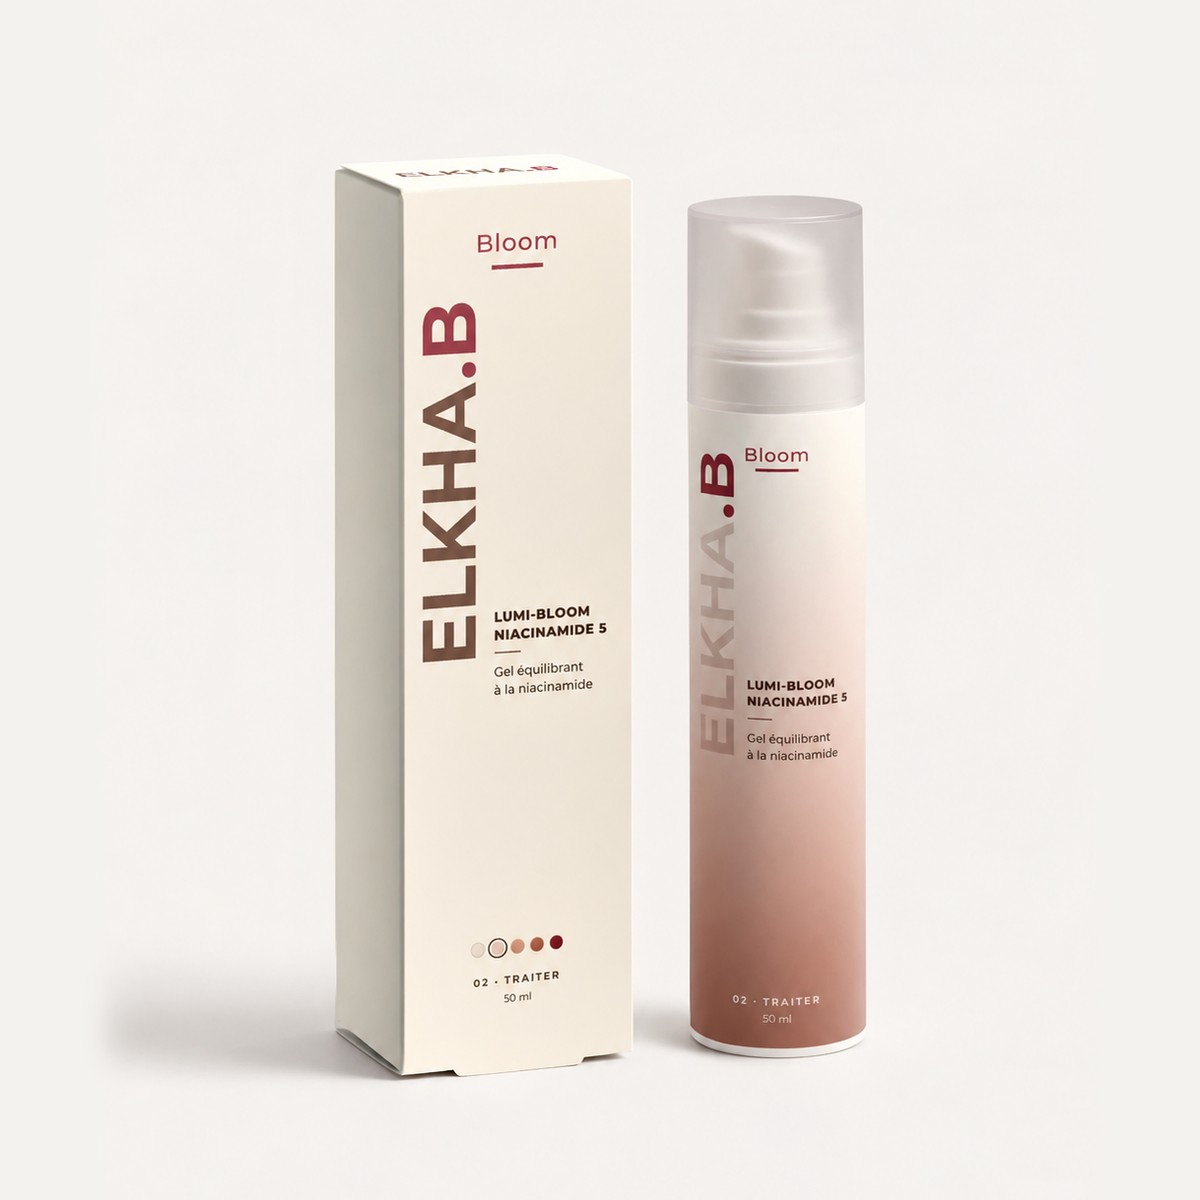 ELKHA.B
Bloom
ELKHA.B
LUMI-BLOOM
NIACINAMIDE 5
Gel équilibrant
à la niacinamide
02 • TRAITER
50 ml
Bloom
ELKHA.B
LUMI-BLOOM
NIACINAMIDE 5
Gel équilibrant
à la niacinamide
02 • TRAITER
50 ml